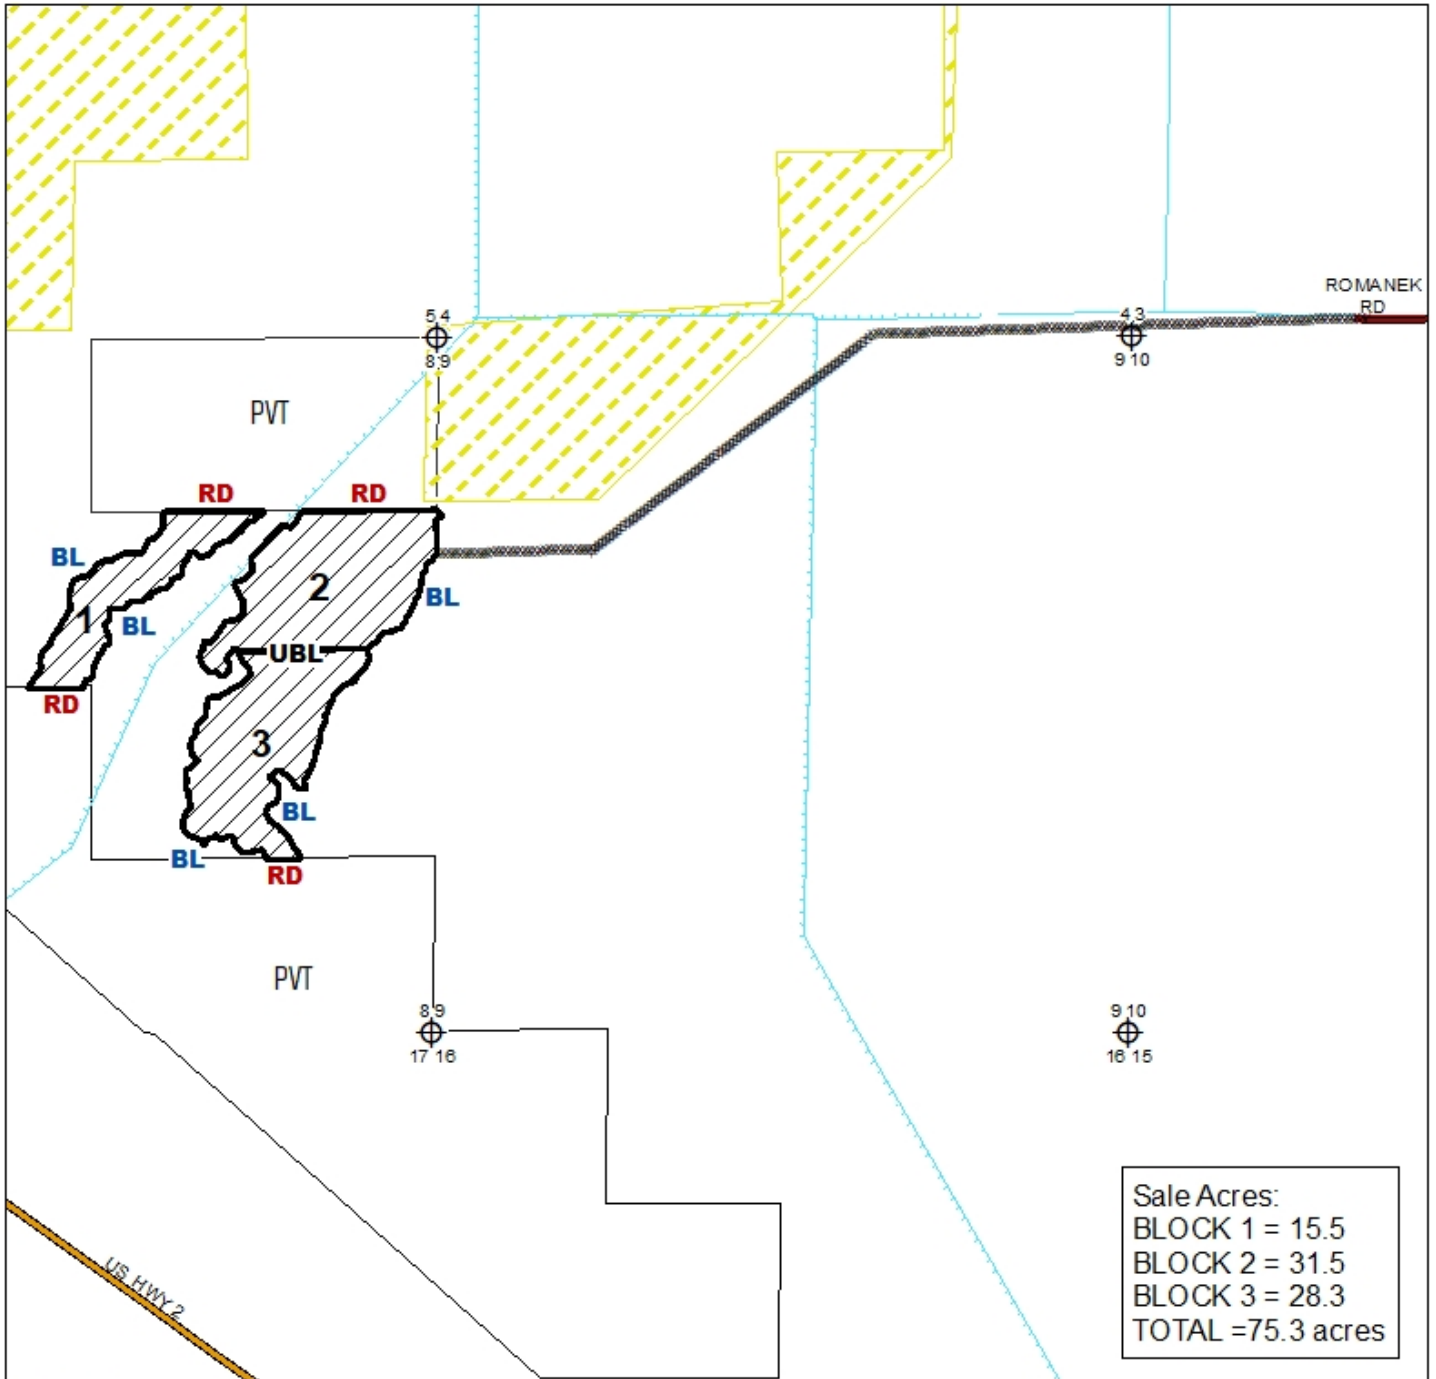 ROMANEK
RD
5 4
8 9
4 3
9 10
PVT
RD
RD
BL
2
BL
1
BL
UBL
RD
3
BL
BL
RD
PVT
8 9
17 16
9 10
16 15
US HWY 2
Sale Acres:
BLOCK 1 = 15.5
BLOCK 2 = 31.5
BLOCK 3 = 28.3
TOTAL =75.3 acres